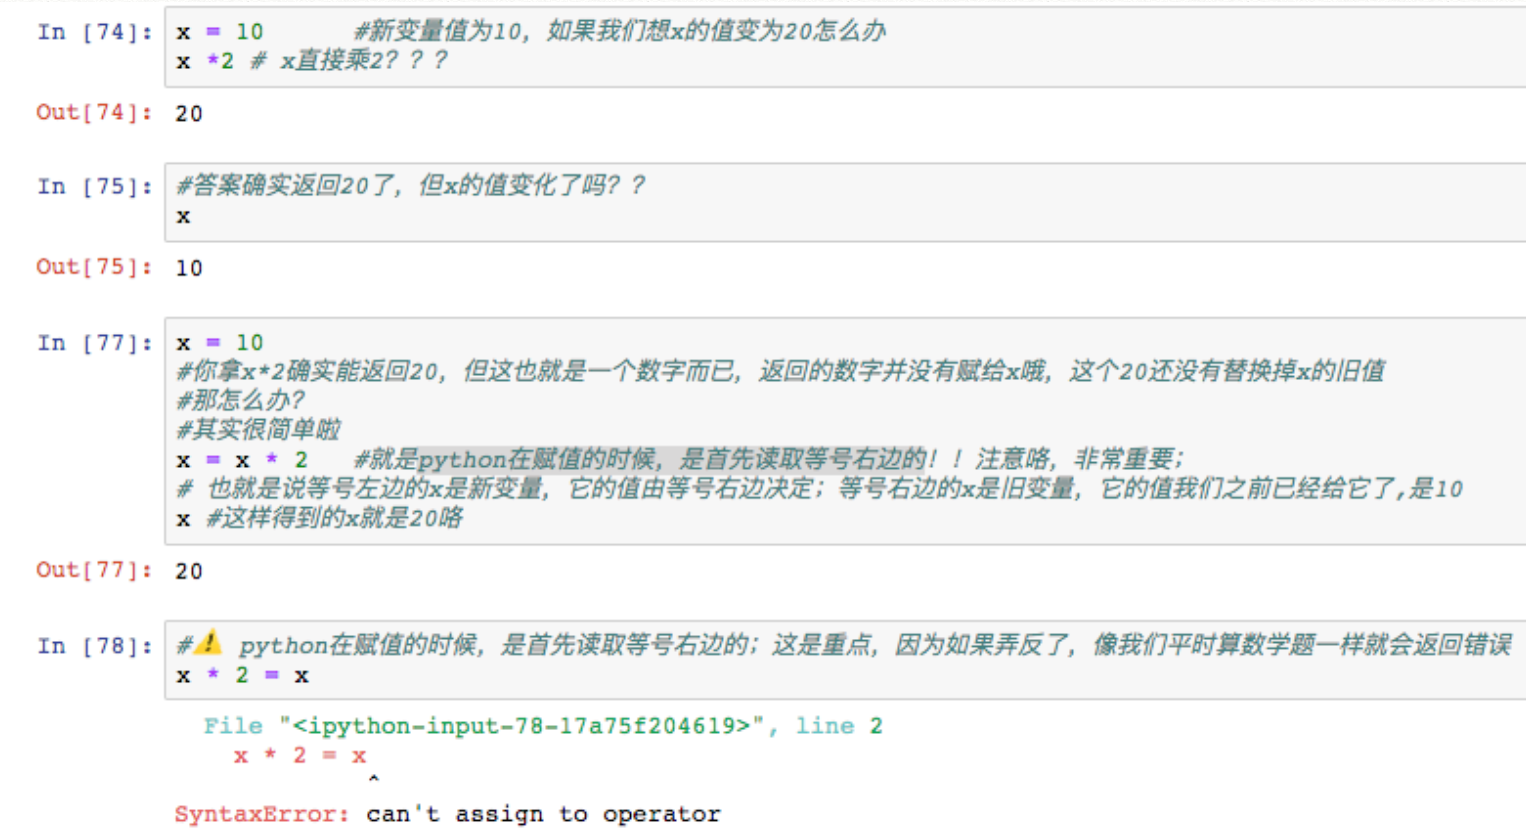 In [74]: x = 10 #新变量值为10，如果我们想x的值变为20怎么办
x *2 # x直接乘2？？？
Out[74]: 20
In [75]: #答案确实返回20了，但x的值变化了吗？？
x
Out[75]: 10
In [77]: x = 10
#你拿x*2确实能返回20，但这也就是一个数字而已，返回的数字并没有赋给x哦，这个20还没有替换掉x的旧值
#那怎么办？
#其实很简单啦
x = x * 2 #就是python在赋值的时候，是首先读取等号右边的！！注意咯，非常重要；
# 也就是说等号左边的x是新变量，它的值由等号右边决定；等号右边的x是旧变量，它的值我们之前已经给它了,是10
x #这样得到的x就是20咯
Out[77]: 20
In [78]: #⚠️ python在赋值的时候，是首先读取等号右边的；这是重点，因为如果弄反了，像我们平时算数学题一样就会返回错误
x * 2 = x
File "<ipython-input-78-17a75f204619>", line 2
x * 2 = x
^
SyntaxError: can't assign to operator